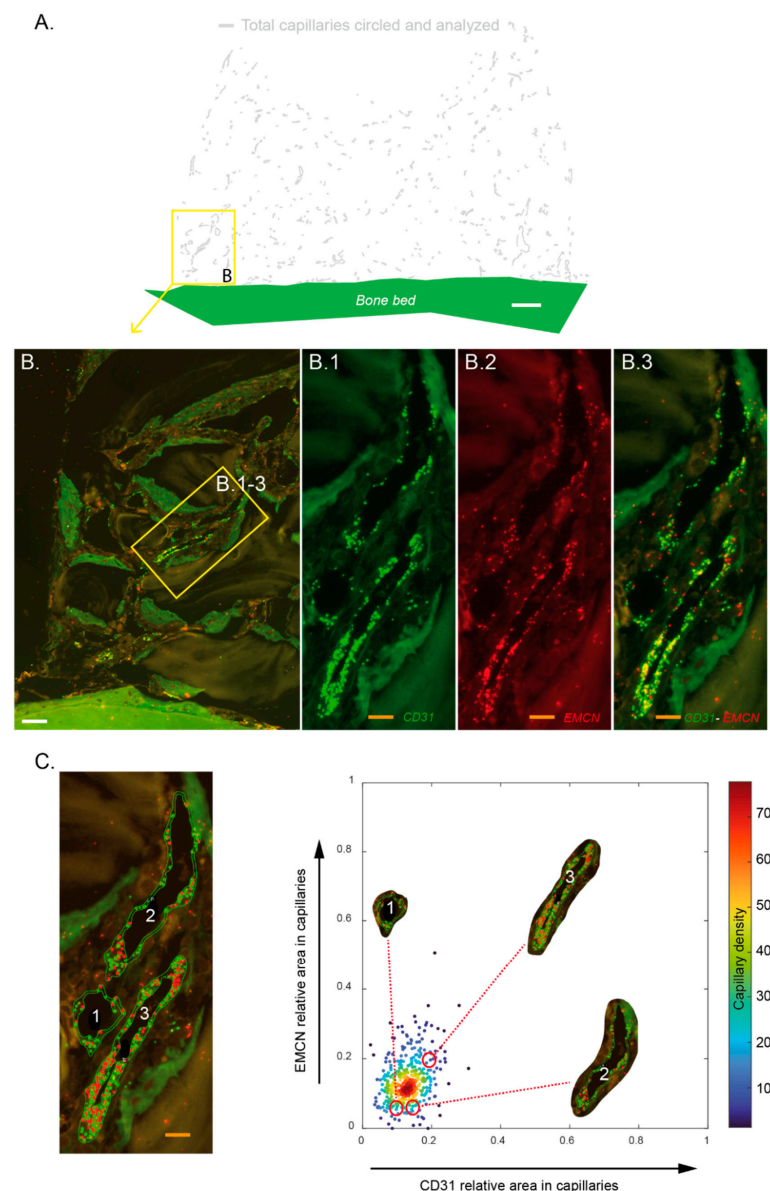 A.
Total capillaries circled and analyzed
B
Bone bed
B.
B.1-3
B.1
CD31
B.2
EMCN
B.3
CD31- EMCN
C.
1
2
3
EMCN relative area in capillaries
1
0.8
0.6
0.4
0.2
0
0 0.2 0.4 0.6 0.8 1
CD31 relative area in capillaries
1
3
2
Capillary density
70
60
50
40
30
20
10